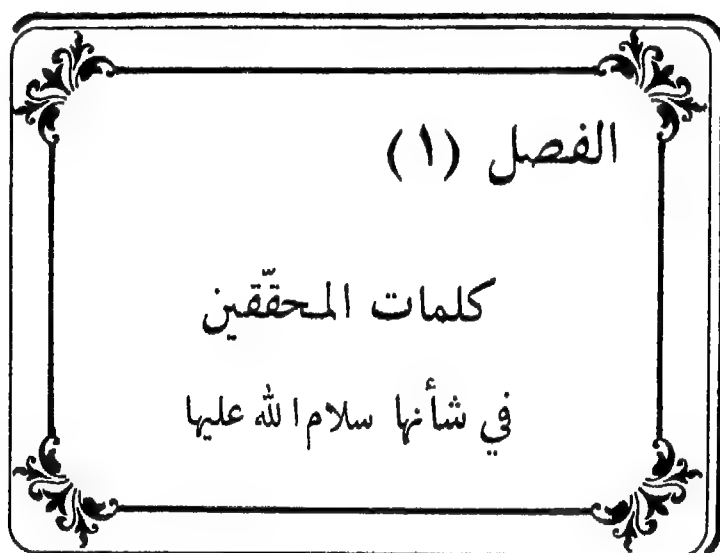 الفصل (١)
كلمات المحقّقين
في شأنها سلام الله عليها